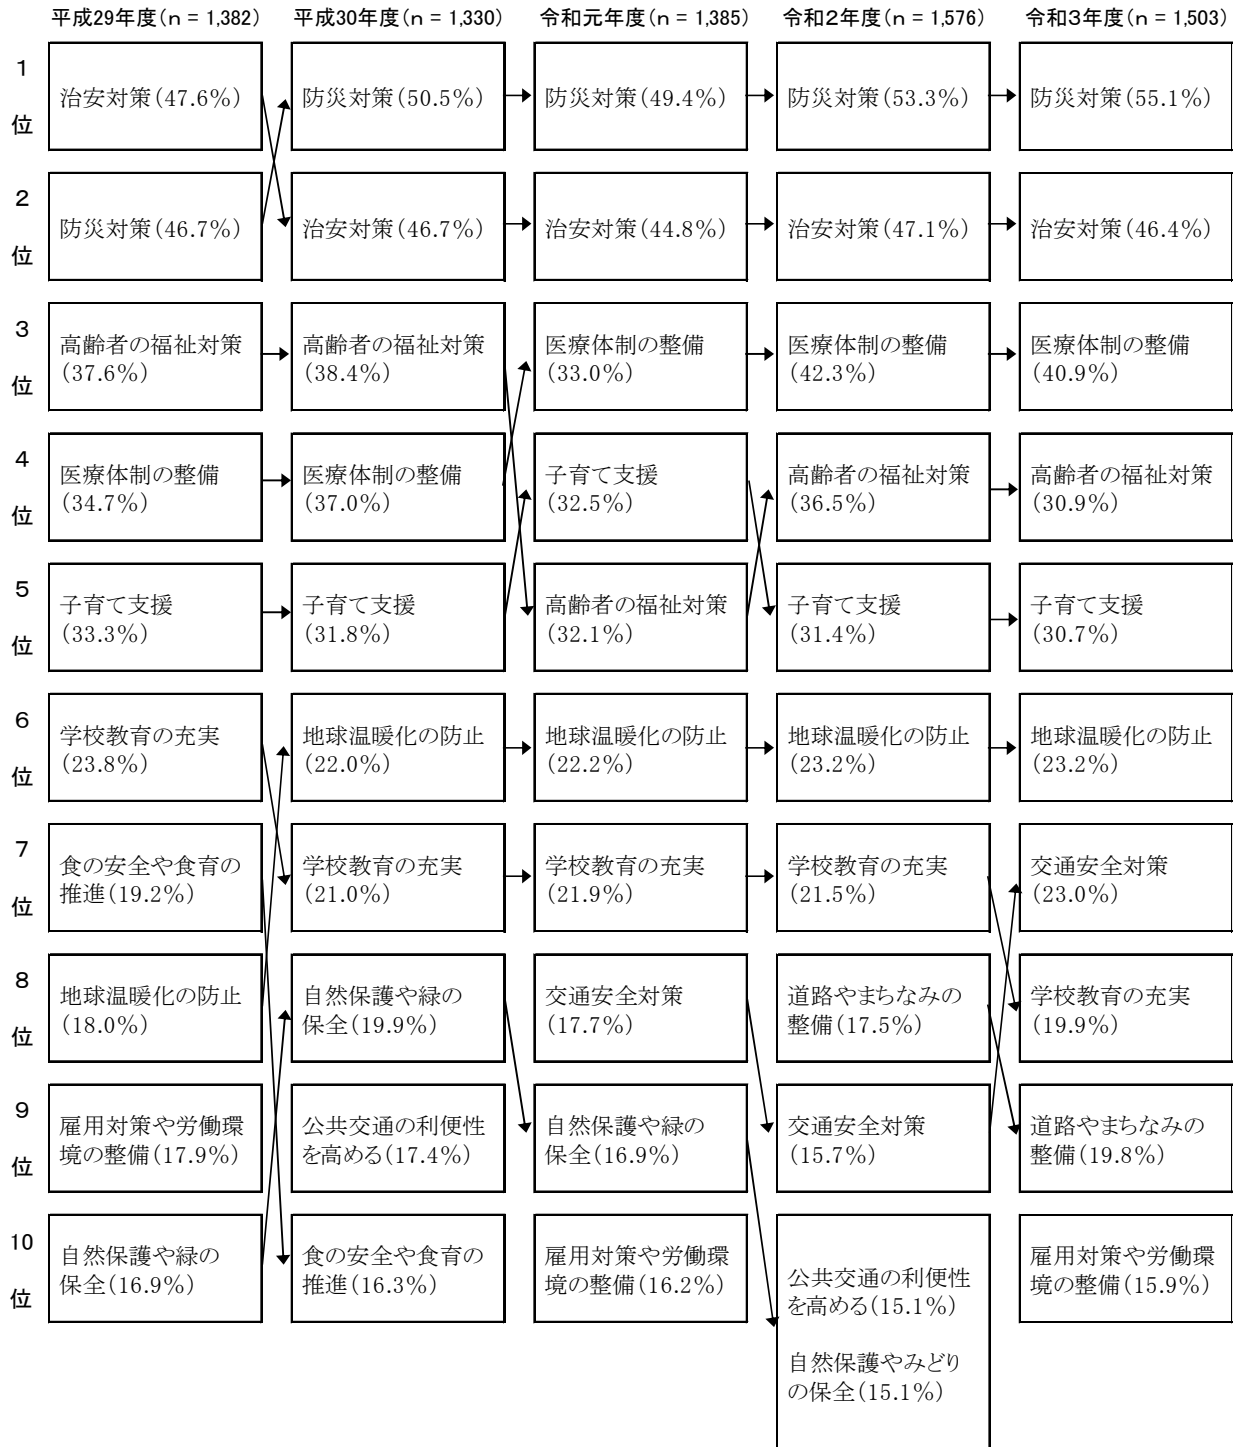 平成29年度(n = 1,382) 平成30年度(n = 1,330) 令和元年度(n = 1,385) 令和2年度(n = 1,576) 令和3年度(n = 1,503)
1
位
治安対策(47.6%) 防災対策(50.5%) 防災対策(49.4%) 防災対策(53.3%) 防災対策(55.1%)
2
位
防災対策(46.7%) 治安対策(46.7%) 治安対策(44.8%) 治安対策(47.1%) 治安対策(46.4%)
3
位
高齢者の福祉対策
(37.6%)
高齢者の福祉対策
(38.4%)
医療体制の整備
(33.0%)
医療体制の整備
(42.3%)
医療体制の整備
(40.9%)
4
位
医療体制の整備
(34.7%)
医療体制の整備
(37.0%)
子育て支援
(32.5%)
高齢者の福祉対策
(36.5%)
高齢者の福祉対策
(30.9%)
5
位
子育て支援
(33.3%)
子育て支援
(31.8%)
高齢者の福祉対策
(32.1%)
子育て支援
(31.4%)
子育て支援
(30.7%)
6
位
学校教育の充実
(23.8%)
地球温暖化の防止
(22.0%)
地球温暖化の防止
(22.2%)
地球温暖化の防止
(23.2%)
地球温暖化の防止
(23.2%)
7
位
食の安全や食育の
推進(19.2%)
学校教育の充実
(21.0%)
学校教育の充実
(21.9%)
学校教育の充実
(21.5%)
交通安全対策
(23.0%)
8
位
地球温暖化の防止
(18.0%)
自然保護や緑の
保全(19.9%)
交通安全対策
(17.7%)
道路やまちなみの
整備(17.5%)
学校教育の充実
(19.9%)
9
位
雇用対策や労働環
境の整備(17.9%)
公共交通の利便性
を高める(17.4%)
自然保護や緑の
保全(16.9%)
交通安全対策
(15.7%)
道路やまちなみの
整備(19.8%)
10
位
自然保護や緑の
保全(16.9%)
食の安全や食育の
推進(16.3%)
雇用対策や労働環
境の整備(16.2%)
公共交通の利便性
を高める(15.1%)
自然保護やみどり
の保全(15.1%)
雇用対策や労働環
境の整備(15.9%)